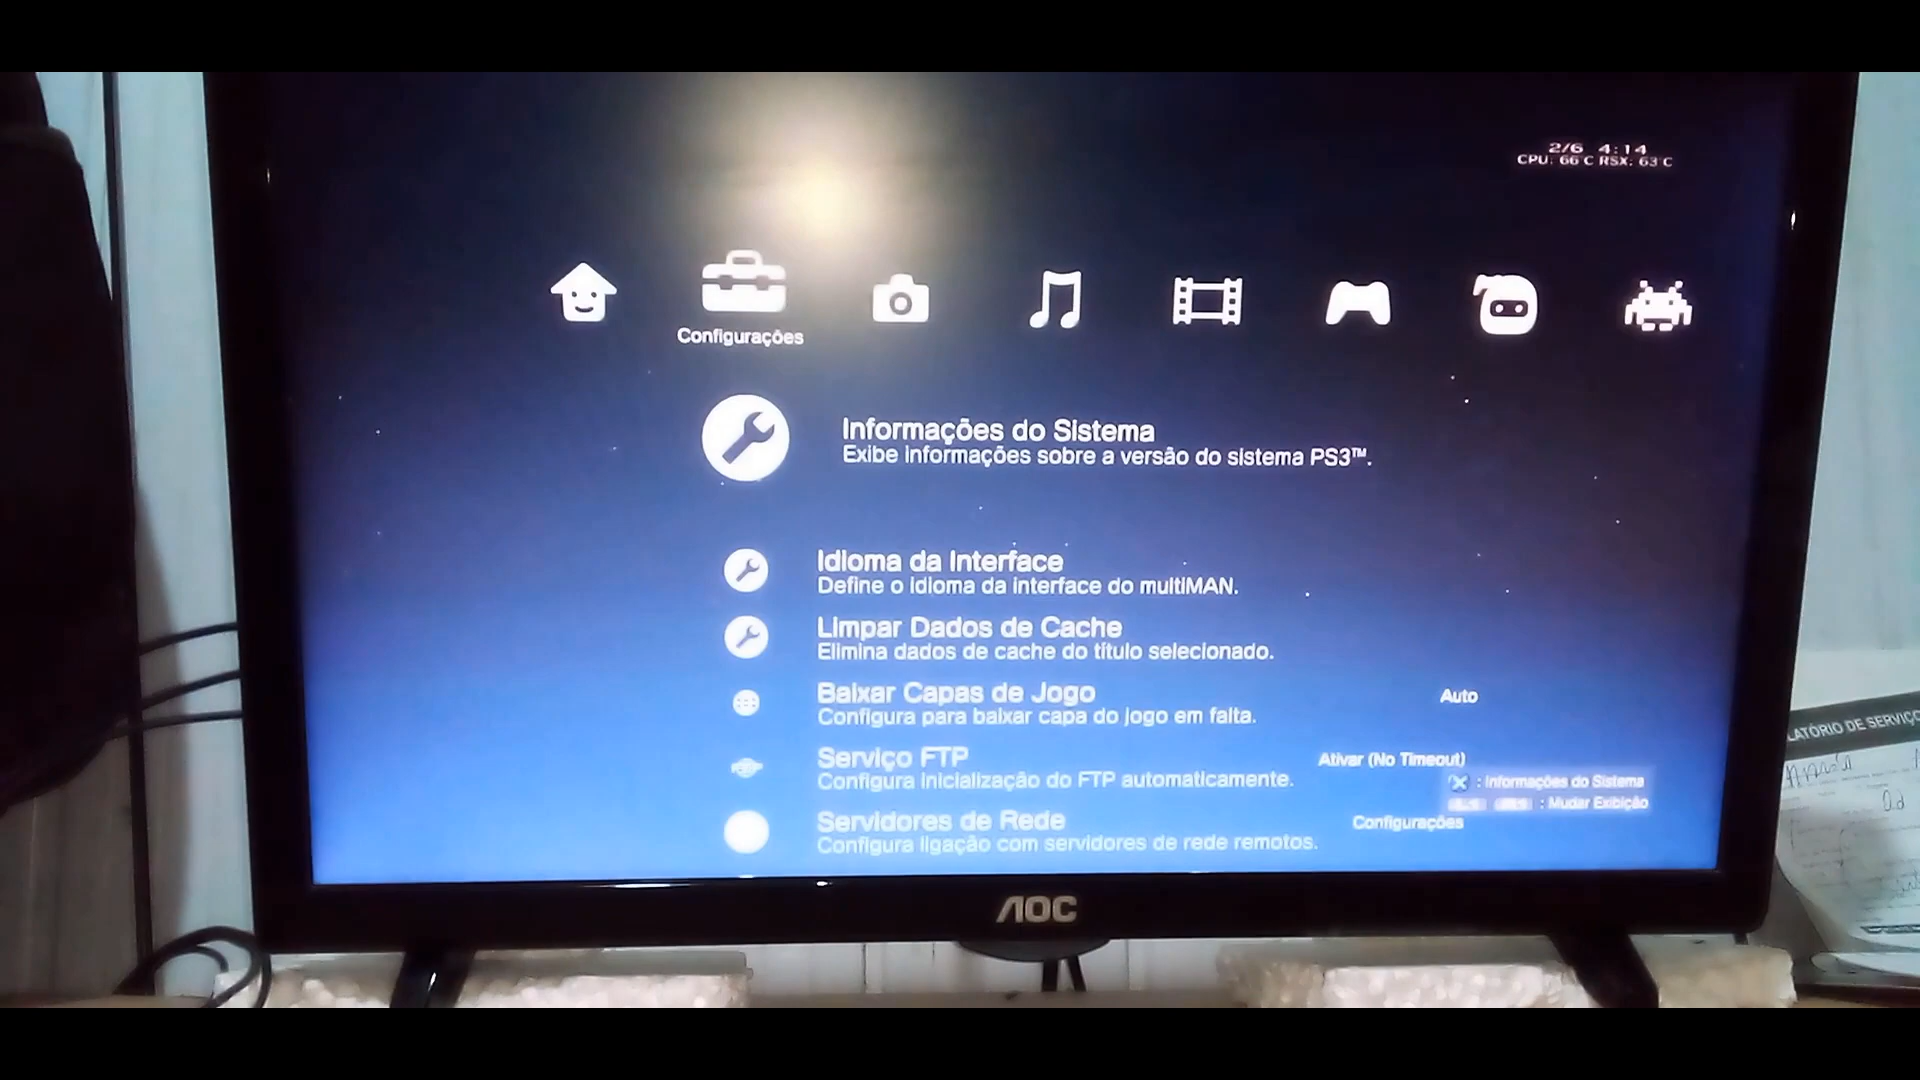 2/6 4:14
CPU: 66°C RSX: 63°C
Configurações
Informações do Sistema
Exibe informações sobre a versão do sistema PS3™.
Idioma da Interface
Define o idioma da interface do multiMAN.
Limpar Dados de Cache
Elimina dados de cache do título selecionado.
Baixar Capas de Jogo
Auto
Configura para baixar capa do jogo em falta.
Serviço FTP
Ativar (No Timeout)
Configura inicialização do FTP automaticamente.
: Informações do Sistema
: Mudar Exibição
Servidores de Rede
Configurações
Configura ligação com servidores de rede remotos.
AOC
LATÓRIO DE SERVIÇO